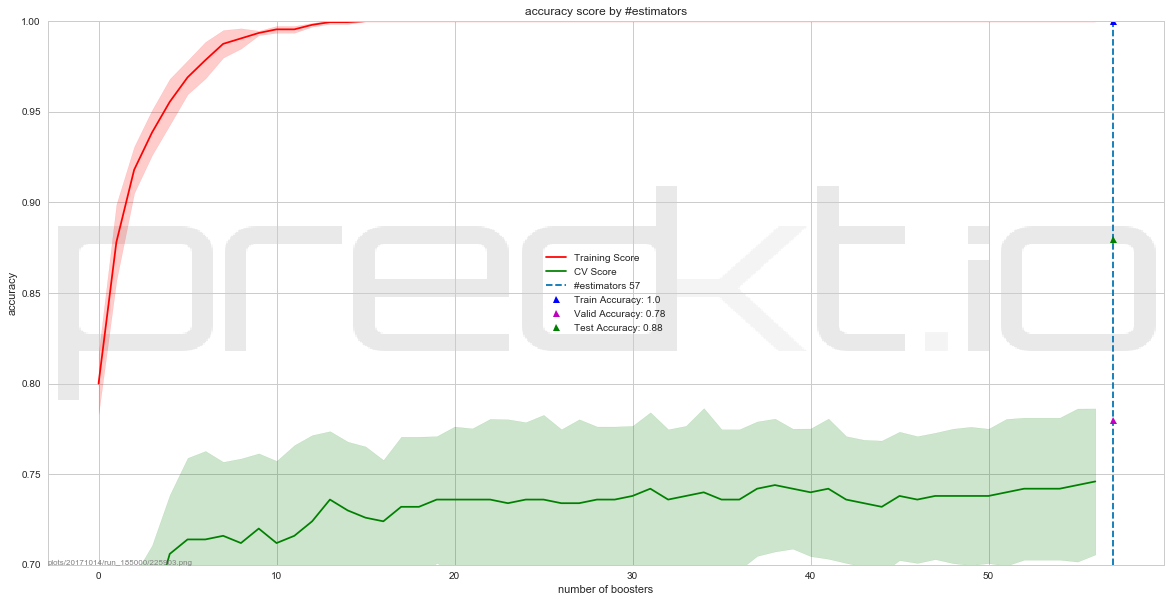 accuracy score by #estimators
accuracy
1.00
0.95
0.90
0.85
0.80
0.75
0.70
predkt.io
Training Score
CV Score
#estimators 57
Train Accuracy: 1.0
Valid Accuracy: 0.78
Test Accuracy: 0.88
0 10 20 30 40 50
number of boosters